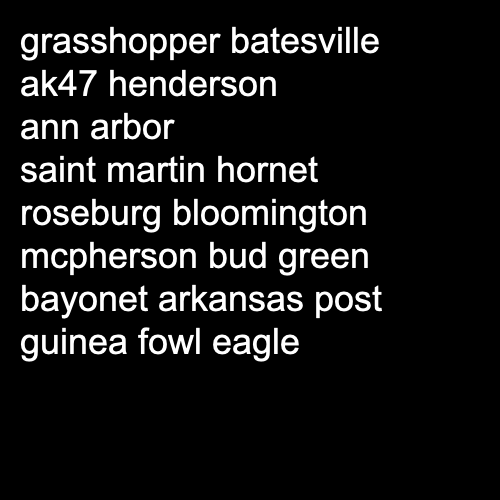 grasshopper batesville
ak47 henderson
ann arbor
saint martin hornet
roseburg bloomington
mcpherson bud green
bayonet arkansas post
guinea fowl eagle